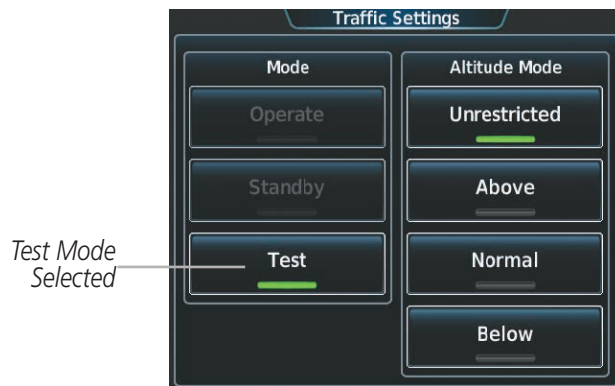 Traffic Settings
Mode
Operate
Standby
Test
Altitude Mode
Unrestricted
Above
Normal
Below
Test Mode
Selected